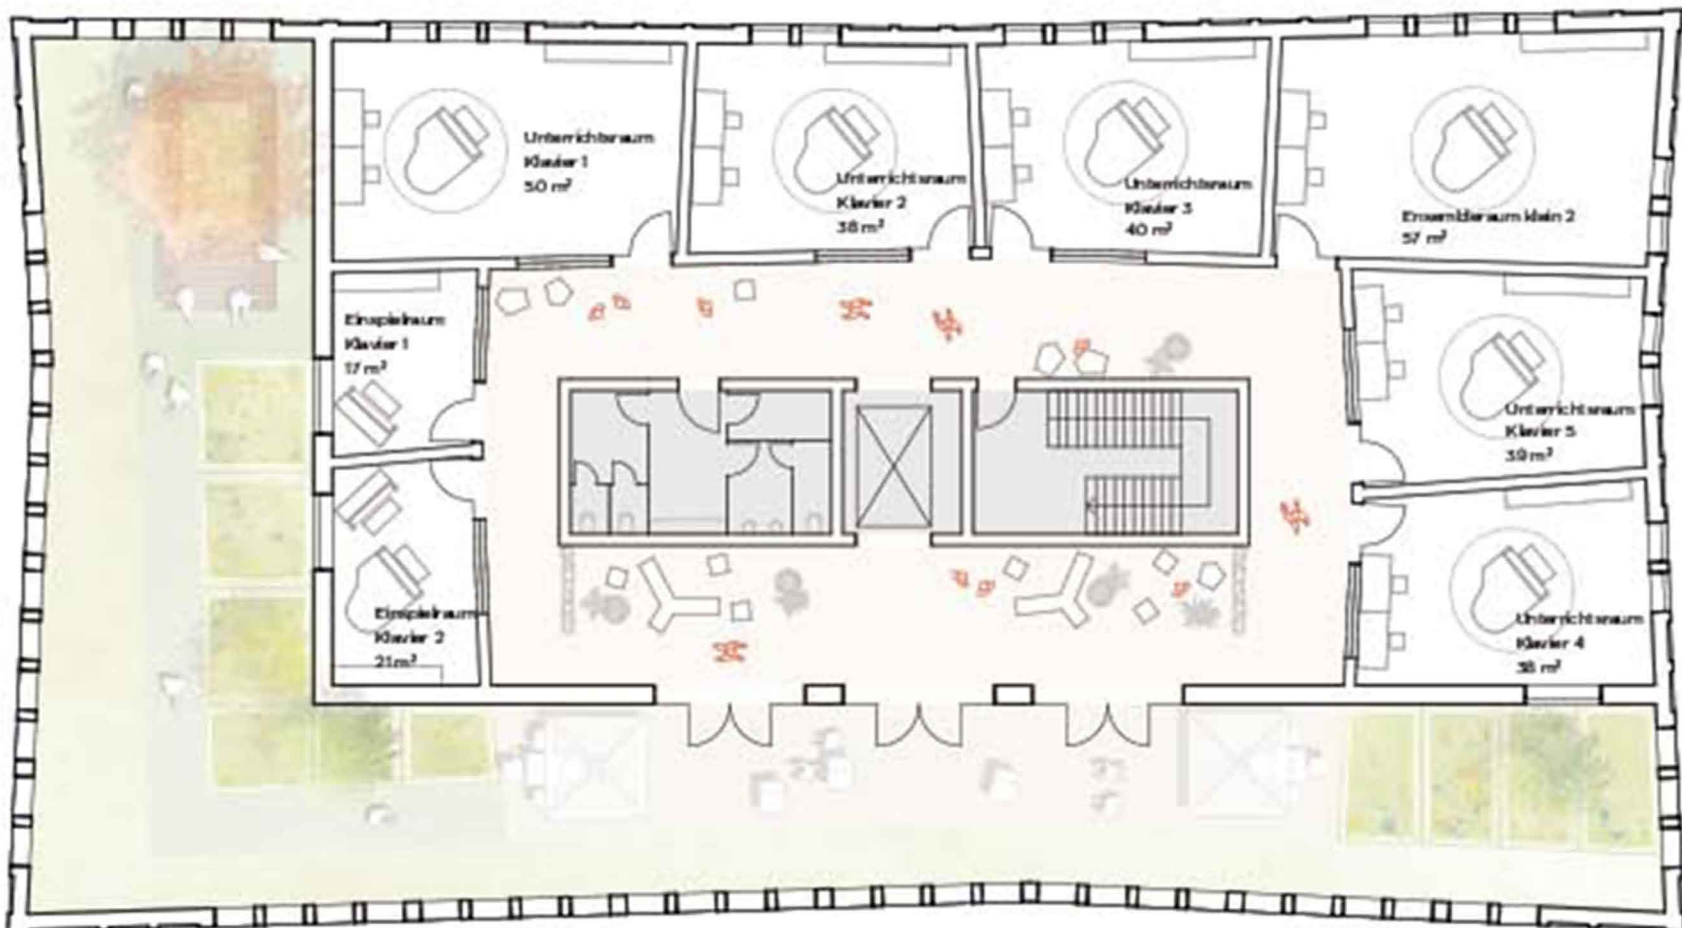 Unterrichtsraum
Klavier 1
50 m²
Unterrichtsraum
Klavier 2
38 m²
Unterrichtsraum
Klavier 3
40 m²
Ensembleraum klein 2
57 m²
Einspielraum
Klavier 1
17 m²
Unterrichtsraum
Klavier 5
39 m²
Einspielraum
Klavier 2
21 m²
Unterrichtsraum
Klavier 4
38 m²